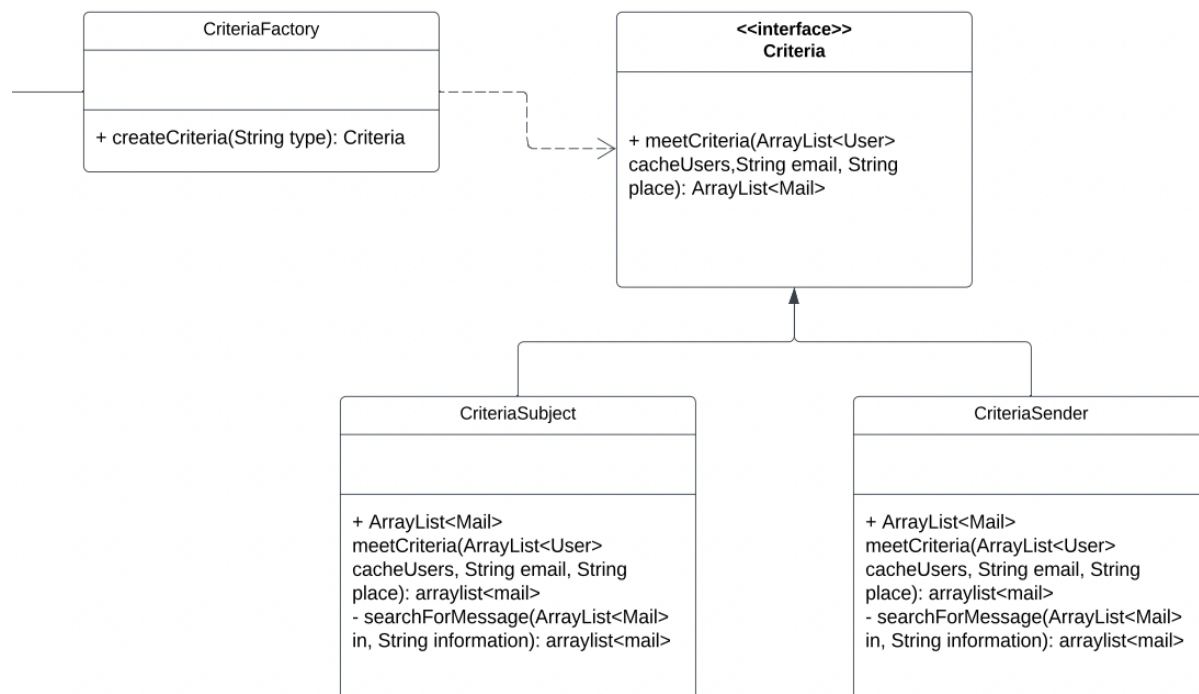 CriteriaFactory
+ createCriteria(String type): Criteria
<<interface>>
Criteria
+ meetCriteria(ArrayList<User>
cacheUsers,String email, String
place): ArrayList<Mail>
CriteriaSubject
+ ArrayList<Mail>
meetCriteria(ArrayList<User>
cacheUsers, String email, String
place): arraylist<mail>
- searchForMessage(ArrayList<Mail>
in, String information): arraylist<mail>
CriteriaSender
+ ArrayList<Mail>
meetCriteria(ArrayList<User>
cacheUsers, String email, String
place): arraylist<mail>
- searchForMessage(ArrayList<Mail>
in, String information): arraylist<mail>